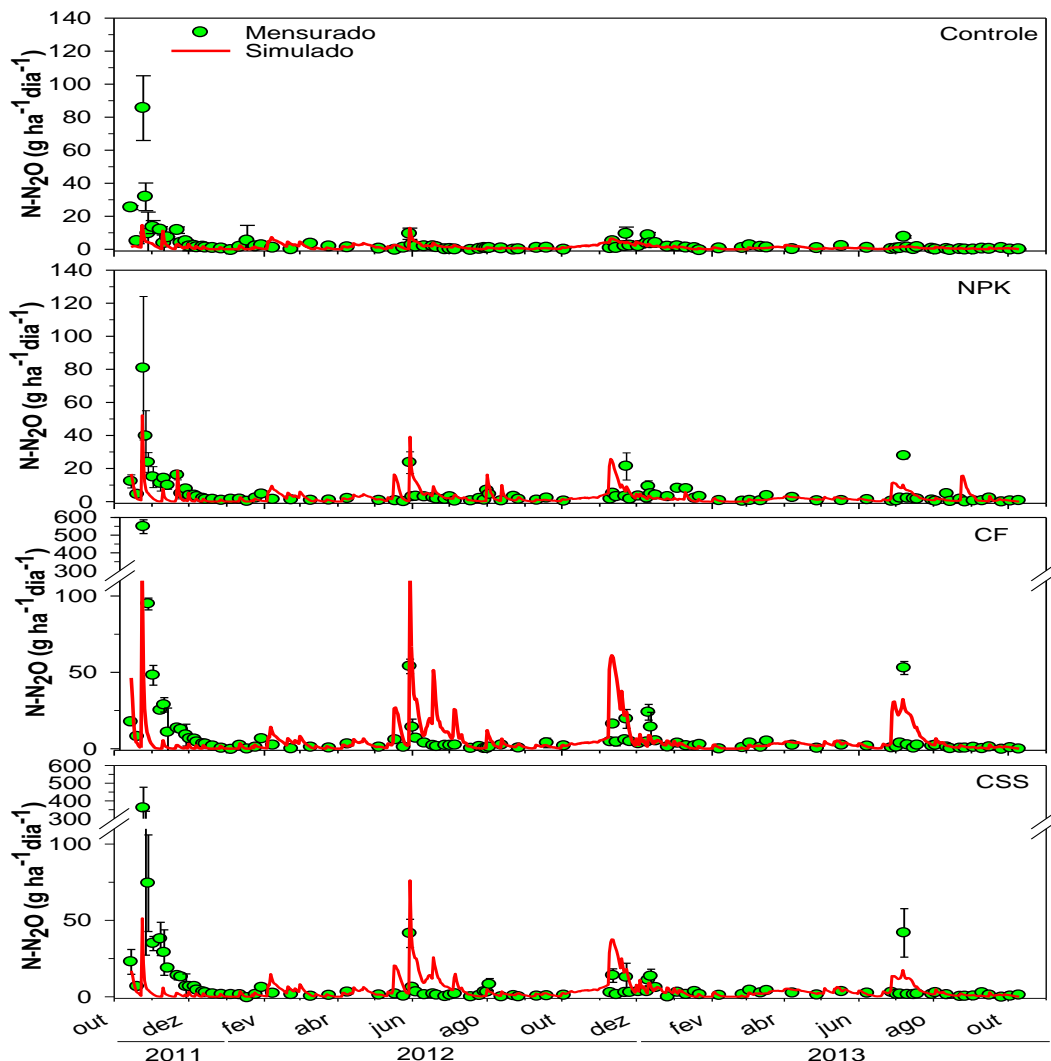 140
Mensurado
Simulado
Controle
120
100
80
60
40
20
0
N-N₂O (g ha⁻¹dia⁻¹)
140
NPK
120
100
80
60
40
20
0
N-N₂O (g ha⁻¹dia⁻¹)
600
CF
500
400
300
100
50
0
N-N₂O (g ha⁻¹dia⁻¹)
600
CSS
500
400
300
100
50
0
N-N₂O (g ha⁻¹dia⁻¹)
out dez fev abr jun ago out dez fev abr jun ago out
2011 2012 2013